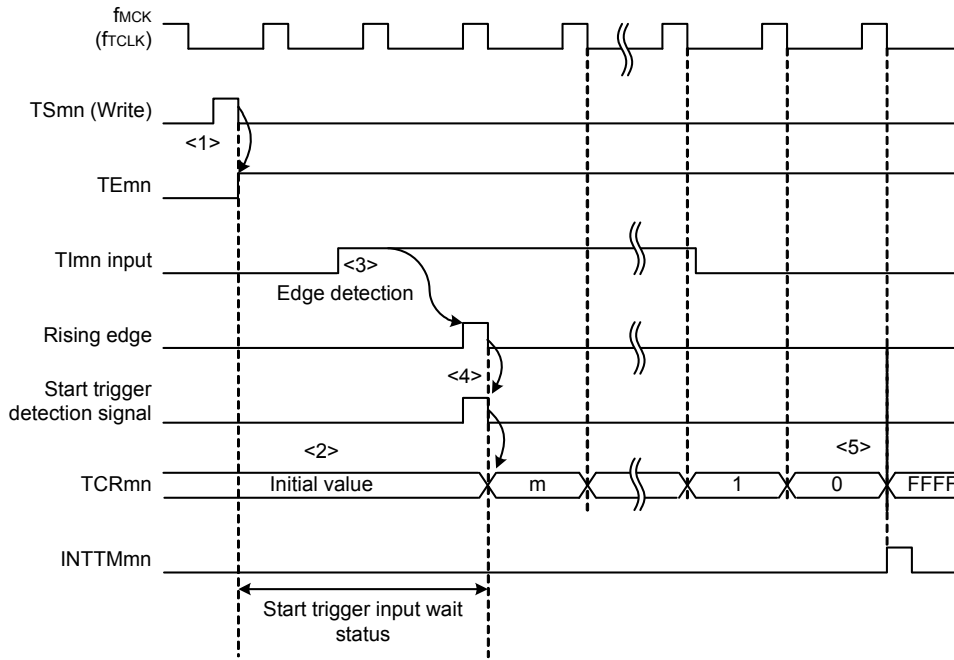 fMCK
(fTCLK)
TSmn (Write)
<1>
TEmn
TImn input
<3>
Edge detection
Rising edge
<4>
Start trigger
detection signal
<2>
<5>
TCRmn
Initial value
m
1
0
FFFF
INTTMmn
Start trigger input wait
status